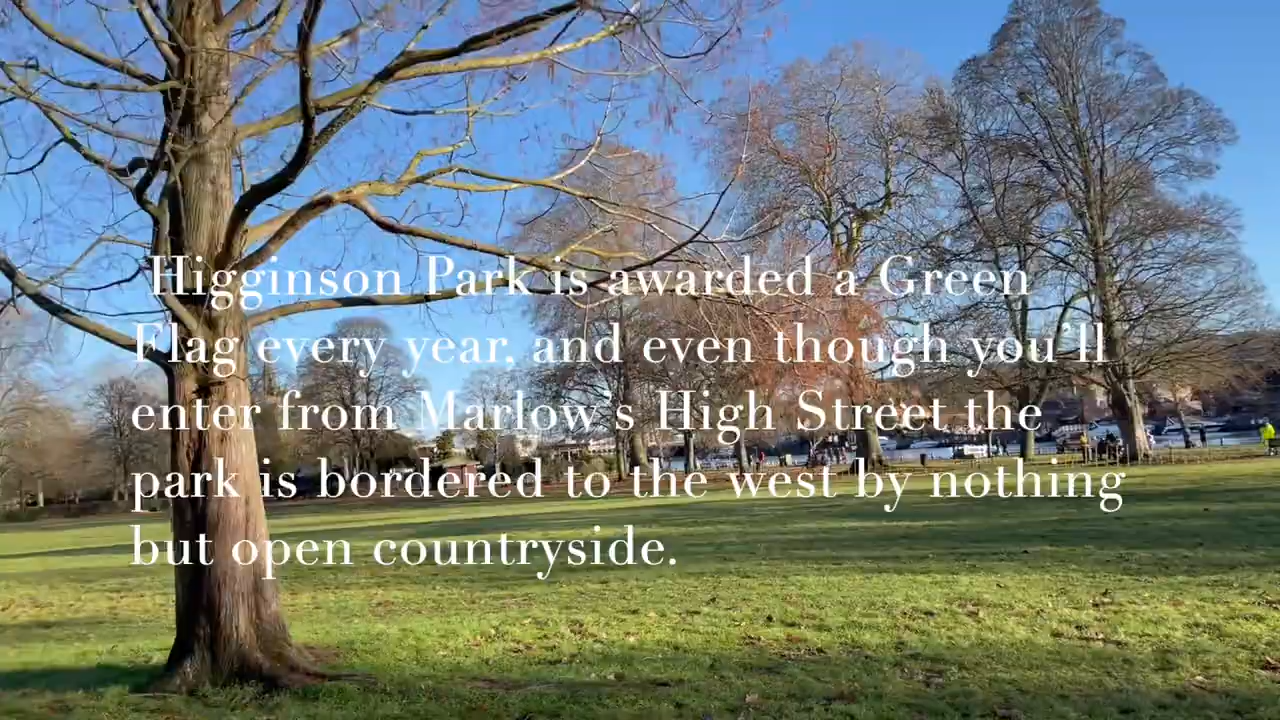 Higginson Park is awarded a Green
Flag every year, and even though you'll
enter from Marlow's High Street the
park is bordered to the west by nothing
but open countryside.